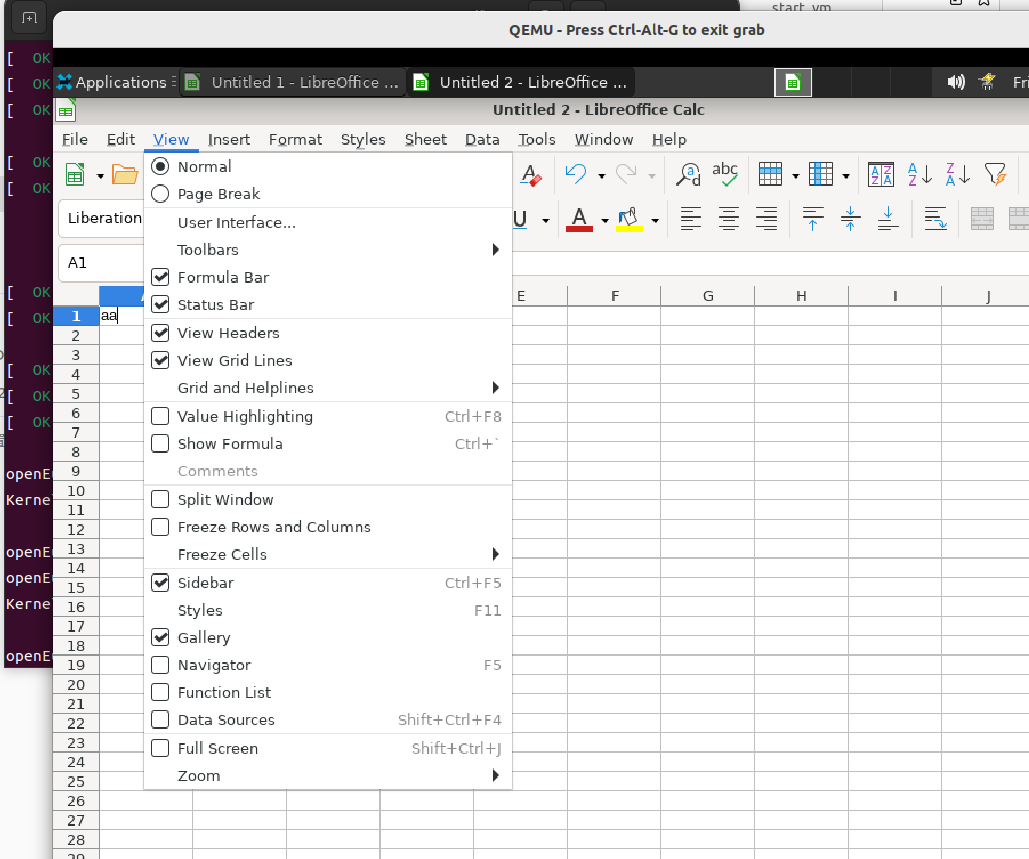 start_vm
QEMU - Press Ctrl-Alt-G to exit grab
Applications Untitled 1 - LibreOffice ... Untitled 2 - LibreOffice ...
Untitled 2 - LibreOffice Calc
File Edit View Insert Format Styles Sheet Data Tools Window Help
Liberation
A1
E F G H I J
aa
Normal
Page Break
User Interface...
Toolbars
Formula Bar
Status Bar
View Headers
View Grid Lines
Grid and Helplines
Value Highlighting Ctrl+F8
Show Formula Ctrl+`
Comments
Split Window
Freeze Rows and Columns
Freeze Cells
Sidebar Ctrl+F5
Styles F11
Gallery
Navigator F5
Function List
Data Sources Shift+Ctrl+F4
Full Screen Shift+Ctrl+J
Zoom
1
2
3
4
5
6
7
8
9
10
11
12
13
14
15
16
17
18
19
20
21
22
23
24
25
26
27
28
[ OK
[ OK
[ OK
[ OK
[ OK
[ OK
[ OK
[ OK
[ OK
[ OK
openE
Kerne
openE
openE
Kerne
openE